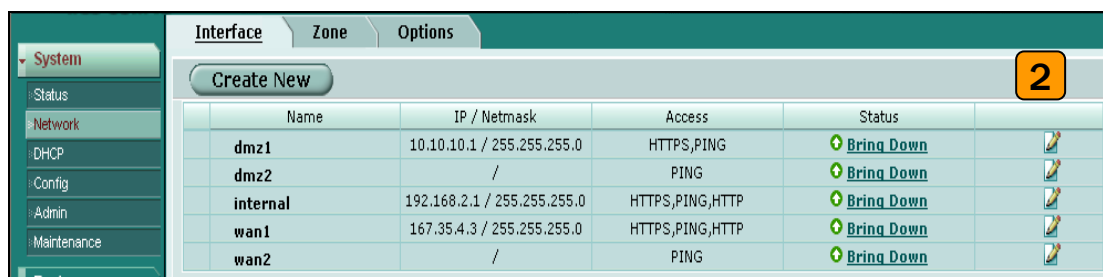 Interface Zone Options
System
Create New
2
Status
Network
DHCP
Config
Admin
Maintenance
Name IP / Netmask Access Status
dmz1 10.10.10.1 / 255.255.255.0 HTTPS,PING Bring Down
dmz2 / PING Bring Down
internal 192.168.2.1 / 255.255.255.0 HTTPS,PING,HTTP Bring Down
wan1 167.35.4.3 / 255.255.255.0 HTTPS,PING,HTTP Bring Down
wan2 / PING Bring Down